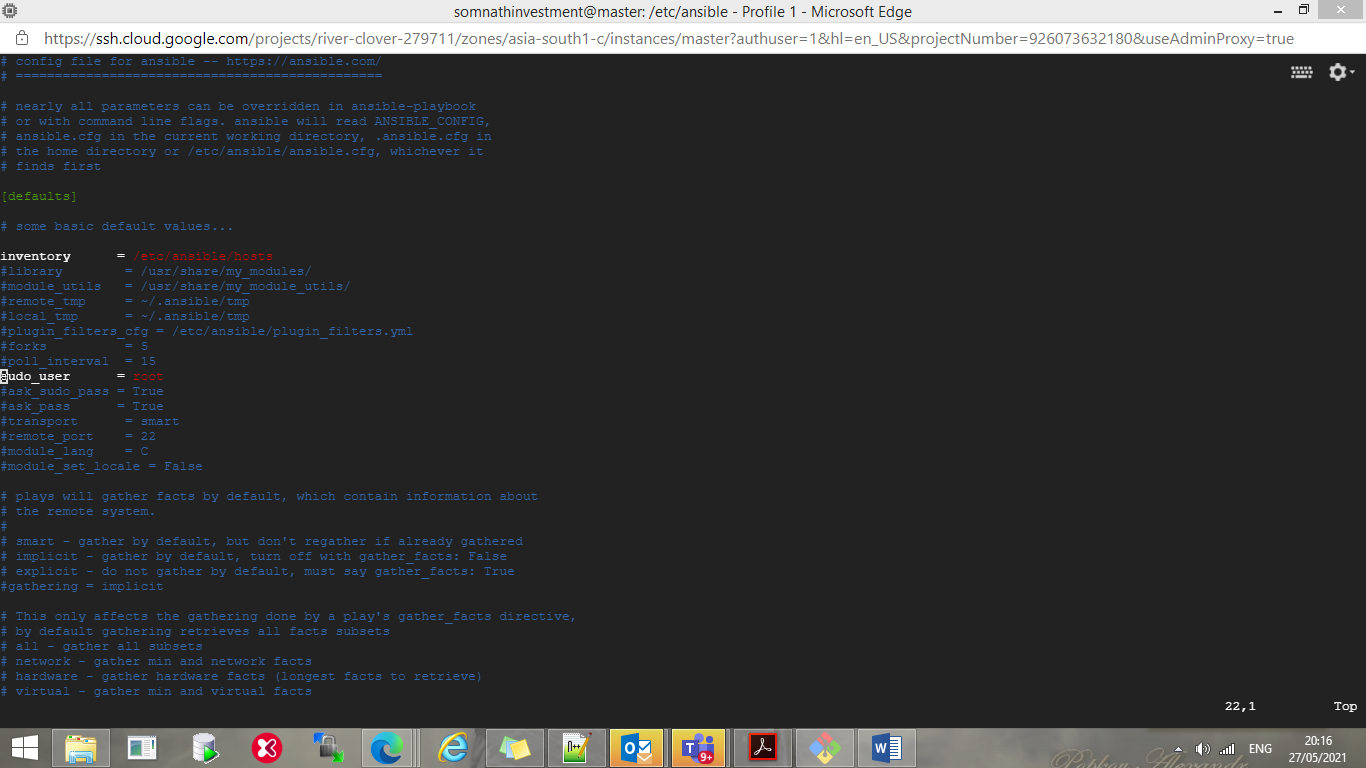 somnathinvestment@master: /etc/ansible - Profile 1 - Microsoft Edge
https://ssh.cloud.google.com/projects/river-clover-279711/zones/asia-south1-c/instances/master?authuser=1&hl=en_US&projectNumber=926073632180&useAdminProxy=true
# config file for ansible -- https://ansible.com/
# ===============================================
# nearly all parameters can be overridden in ansible-playbook
# or with command line flags. ansible will read ANSIBLE_CONFIG,
# ansible.cfg in the current working directory, .ansible.cfg in
# the home directory or /etc/ansible/ansible.cfg, whichever it
# finds first
[defaults]
# some basic default values...
inventory      = /etc/ansible/hosts
#library        = /usr/share/my_modules/
#module_utils   = /usr/share/my_module_utils/
#remote_tmp     = ~/.ansible/tmp
#local_tmp      = ~/.ansible/tmp
#plugin_filters_cfg = /etc/ansible/plugin_filters.yml
#forks          = 5
#poll_interval  = 15
sudo_user      = root
#ask_sudo_pass = True
#ask_pass      = True
#transport      = smart
#remote_port    = 22
#module_lang    = C
#module_set_locale = False
# plays will gather facts by default, which contain information about
# the remote system.
#
# smart - gather by default, but don't regather if already gathered
# implicit - gather by default, turn off with gather_facts: False
# explicit - do not gather by default, must say gather_facts: True
#gathering = implicit
# This only affects the gathering done by a play's gather_facts directive,
# by default gathering retrieves all facts subsets
# all - gather all subsets
# network - gather min and network facts
# hardware - gather hardware facts (longest facts to retrieve)
# virtual - gather min and virtual facts
22,1 Top
9+
ENG
20:16
27/05/2021